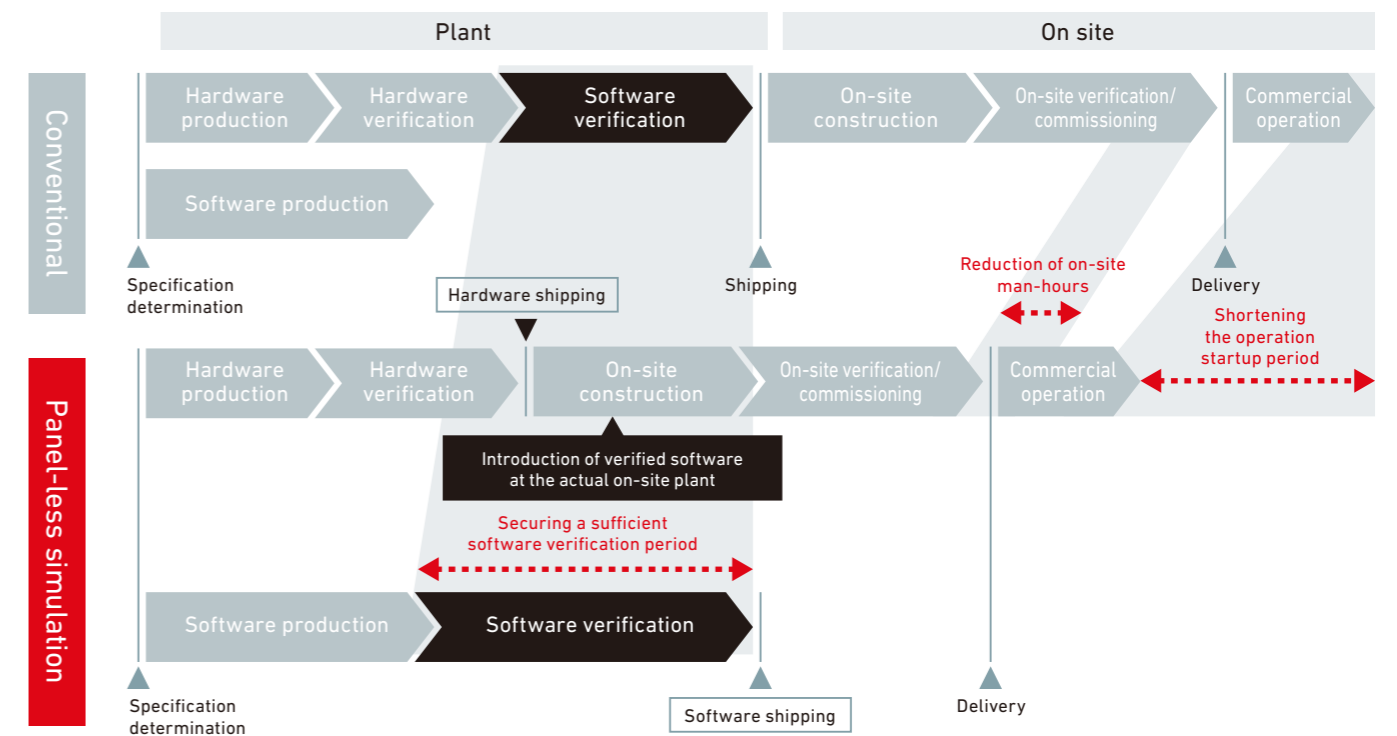 Plant
On site
Conventional
Hardware
production
Hardware
verification
Software
verification
On-site
construction
On-site verification/
commissioning
Commercial
operation
Software production
Specification
determination
Shipping
Delivery
Hardware shipping
Reduction of on-site
man-hours
Shortening
the operation
startup period
Panel-less simulation
Hardware
production
Hardware
verification
On-site
construction
On-site verification/
commissioning
Commercial
operation
Introduction of verified software
at the actual on-site plant
Securing a sufficient
software verification period
Software production
Software verification
Specification
determination
Software shipping
Delivery